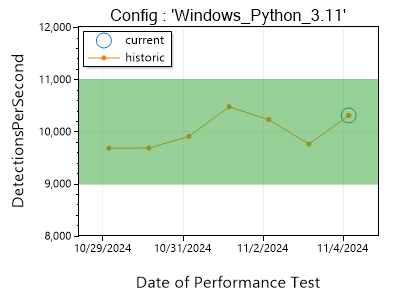 Config : 'Windows_Python_3.11'
12,000
11,000
10,000
9,000
8,000
DetectionsPerSecond
current
historic
10/29/2024
10/31/2024
11/2/2024
11/4/2024
Date of Performance Test